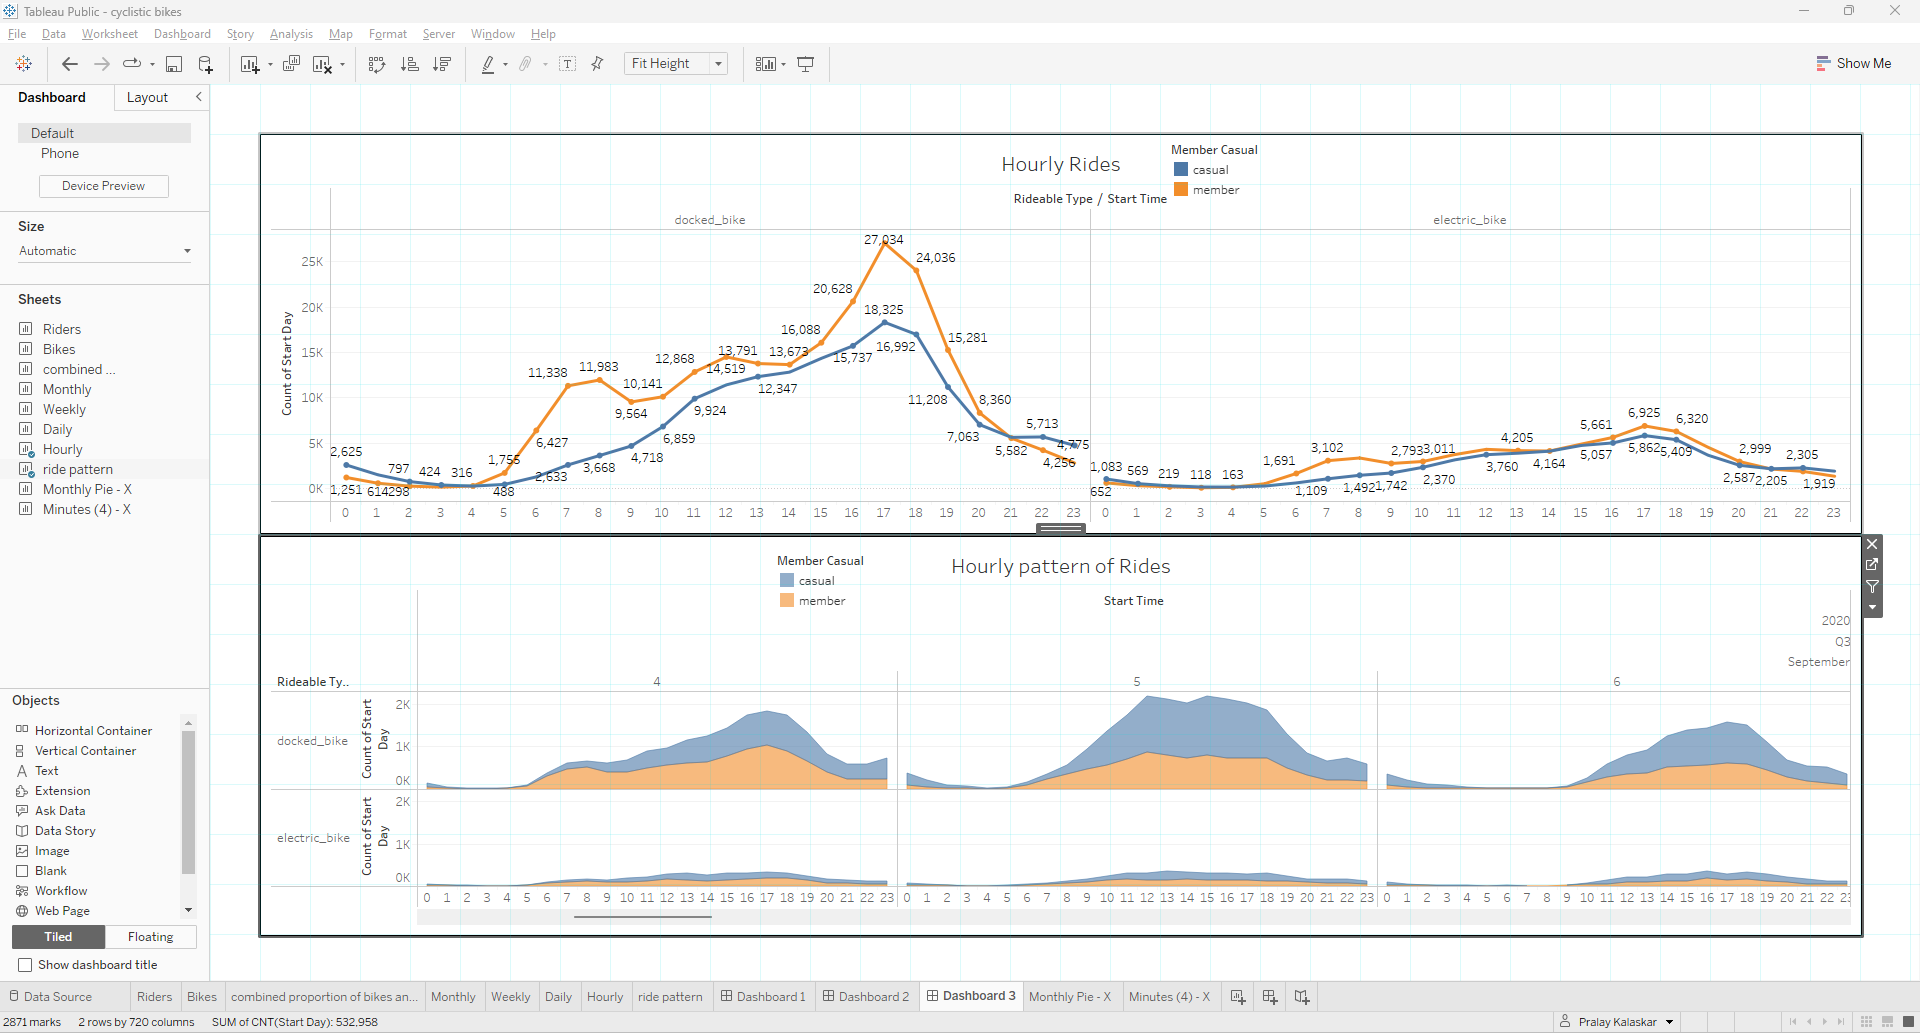 Tableau Public - cyclistic bikes
File Data Worksheet Dashboard Story Analysis Map Format Server Window Help
Fit Height
Show Me
Dashboard Layout
Default
Phone
Device Preview
Size
Automatic
Sheets
Riders
Bikes
combined ...
Monthly
Weekly
Daily
Hourly
ride pattern
Monthly Pie - X
Minutes (4) - X
Objects
Horizontal Container
Vertical Container
Text
Extension
Ask Data
Data Story
Image
Blank
Workflow
Web Page
Tiled Floating
Show dashboard title
Hourly Rides
Member Casual
casual
member
Rideable Type / Start Time
docked_bike electric_bike
Count of Start Day
25K
20K
15K
10K
5K
0K
27,034
24,036
20,628
18,325
16,088
15,281
16,992
15,737
13,791 13,673
14,519
12,868
11,983
11,338
10,141
9,564
12,347
11,208
9,924
8,360
7,063
6,859
6,427
5,713
5,582
4,775
4,718
4,256
3,668
2,625
2,633
1,755
797 424 316
1,251 614 298 488
6,925
6,320
5,661
5,862 5,409
5,057
4,205
4,164
3,760
3,102
2,793 3,011
2,999
2,305
2,587 2,205
2,370
1,919
1,691
1,492 1,742
1,109
1,083 569 219 118 163
652
0 1 2 3 4 5 6 7 8 9 10 11 12 13 14 15 16 17 18 19 20 21 22 23 0 1 2 3 4 5 6 7 8 9 10 11 12 13 14 15 16 17 18 19 20 21 22 23
Member Casual
casual
member
Hourly pattern of Rides
Start Time
2020
Q3
September
Rideable Ty.. 4 5 6
docked_bike
Count of Start Day
2K
1K
0K
electric_bike
Count of Start Day
2K
1K
0K
0 1 2 3 4 5 6 7 8 9 10 11 12 13 14 15 16 17 18 19 20 21 22 23 0 1 2 3 4 5 6 7 8 9 10 11 12 13 14 15 16 17 18 19 20 21 22 23 0 1 2 3 4 5 6 7 8 9 10 11 12 13 14 15 16 17 18 19 20 21 22
Data Source Riders Bikes combined proportion of bikes an... Monthly Weekly Daily Hourly ride pattern Dashboard 1 Dashboard 2 Dashboard 3 Monthly Pie - X Minutes (4) - X
2871 marks 2 rows by 720 columns SUM of CNT(Start Day): 532,958 Pralay Kalaskar